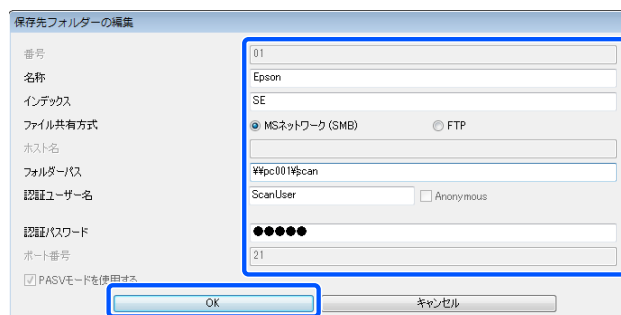 保存先フォルダーの編集
番号 01
名称 Epson
インデックス SE
ファイル共有方式 MSネットワーク (SMB) FTP
ホスト名
フォルダーパス ¥¥pc001¥scan
認証ユーザー名 ScanUser Anonymous
認証パスワード ●●●●●
ポート番号 21
PASVモードを使用する
OK キャンセル